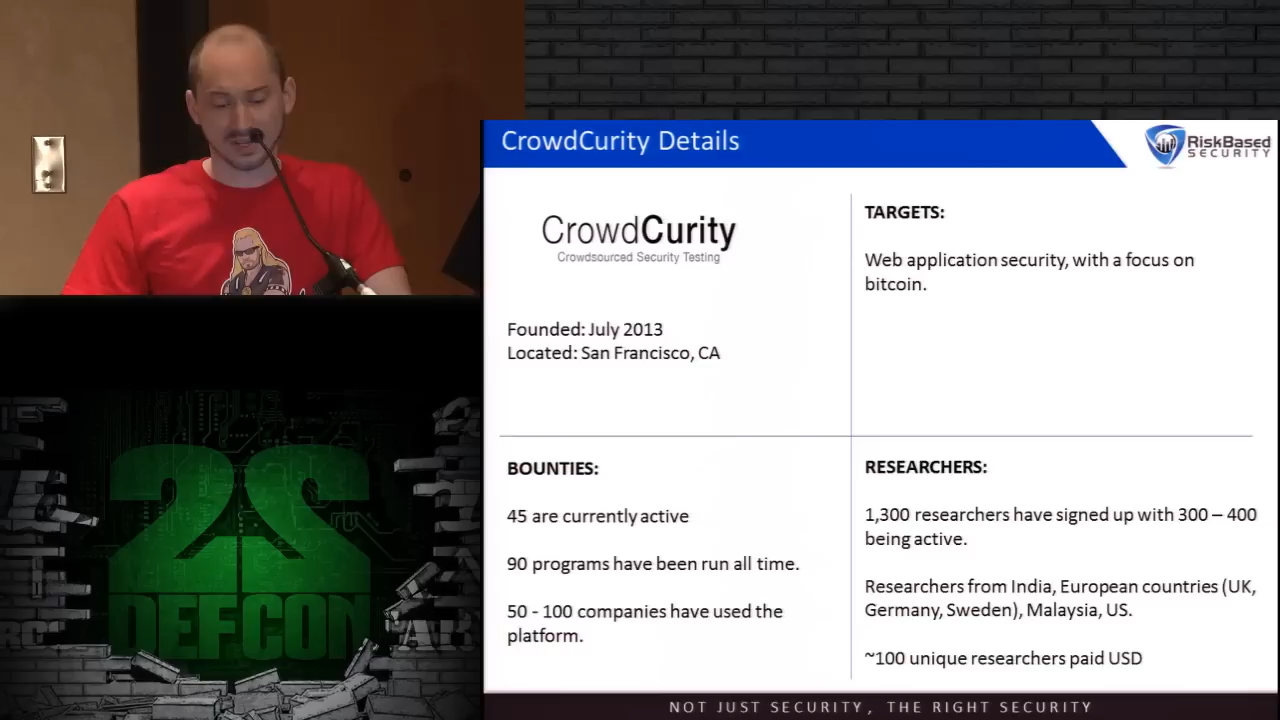 CrowdCurity Details
RiskBased
SECURITY
CrowdCurity
Crowdsourced Security Testing
Founded: July 2013
Located: San Francisco, CA
TARGETS:
Web application security, with a focus on
bitcoin.
BOUNTIES:
45 are currently active
90 programs have been run all time.
50 - 100 companies have used the
platform.
RESEARCHERS:
1,300 researchers have signed up with 300 – 400
being active.
Researchers from India, European countries (UK,
Germany, Sweden), Malaysia, US.
~100 unique researchers paid USD
22
DEFCON
NOT JUST SECURITY, THE RIGHT SECURITY